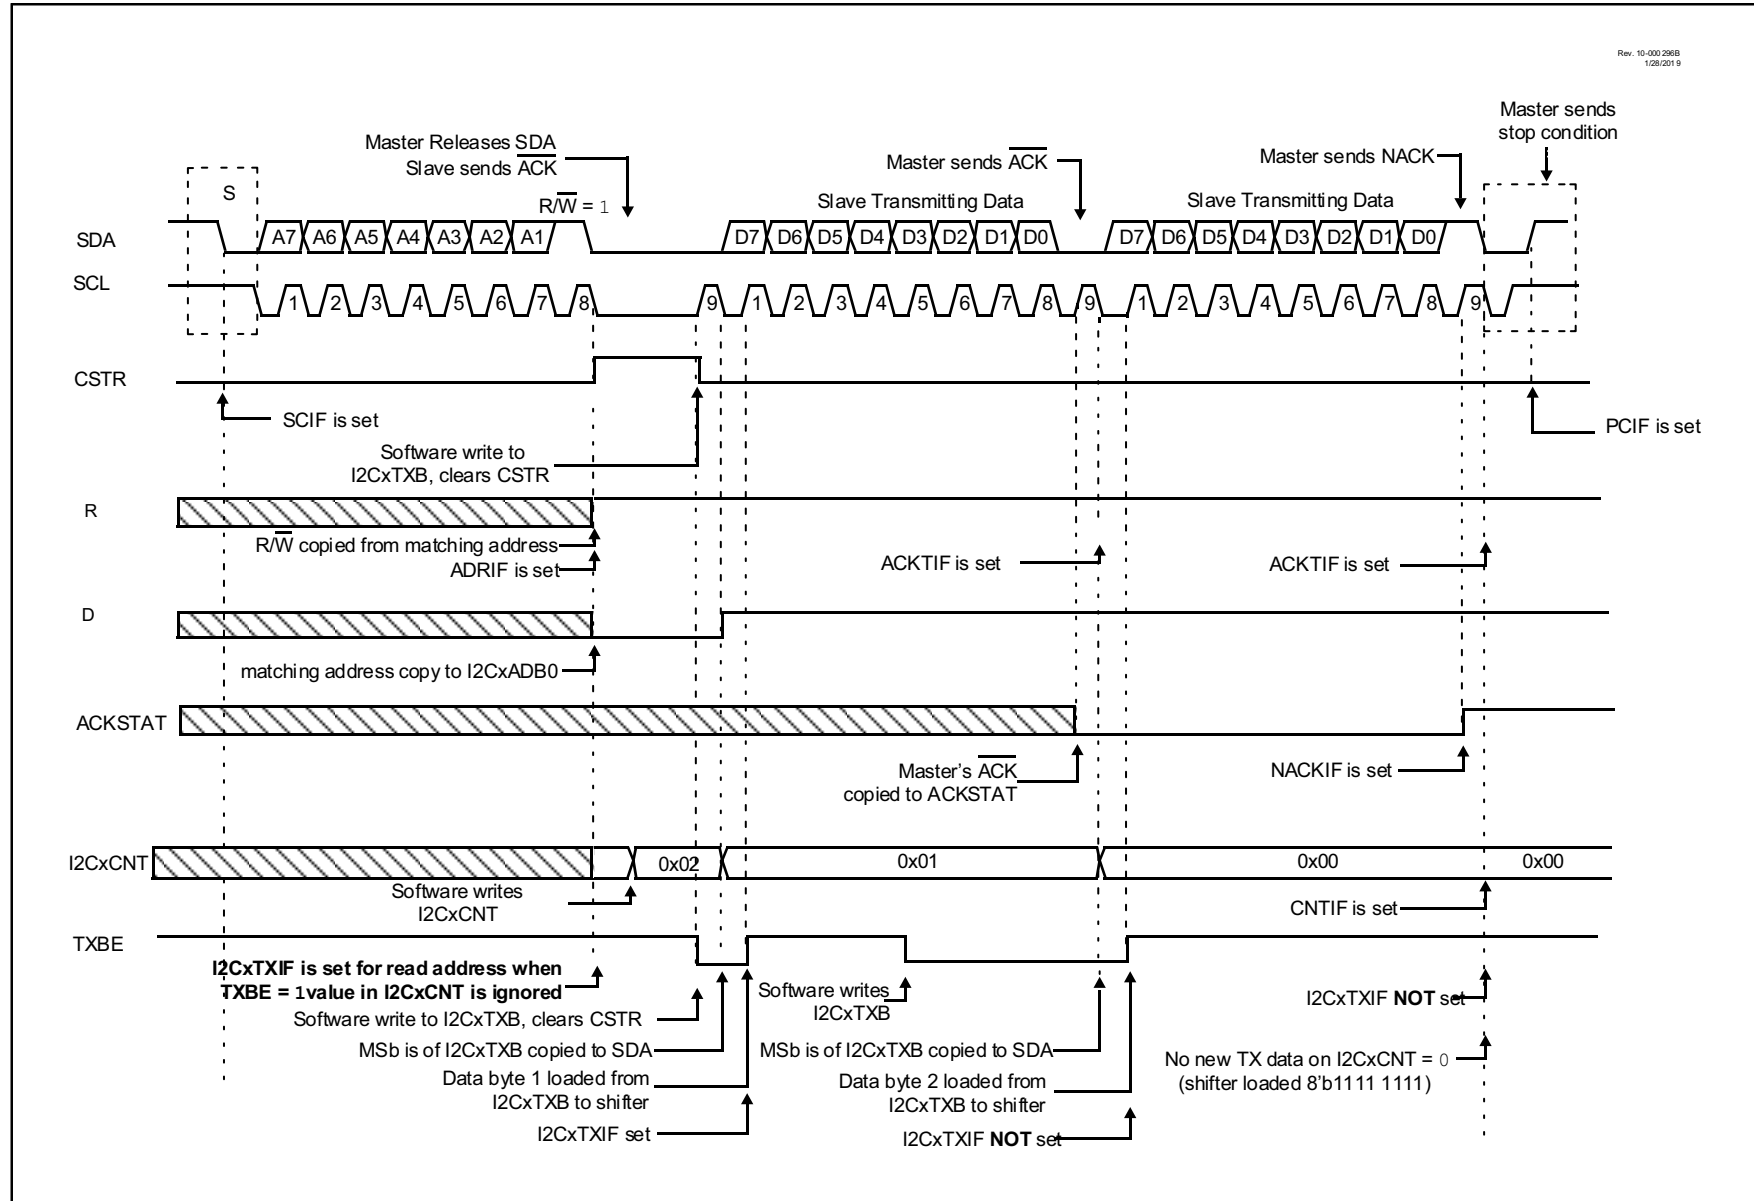 Rev. 10-000 296B
1/28/201 9
Master sends
stop condition
Master Releases SDA
Slave sends A̅C̅K̅
Master sends A̅C̅K̅
Master sends NACK
S
R/W̅ = 1
Slave Transmitting Data
Slave Transmitting Data
SDA
A7 A6 A5 A4 A3 A2 A1
D7 D6 D5 D4 D3 D2 D1 D0
D7 D6 D5 D4 D3 D2 D1 D0
SCL
1 2 3 4 5 6 7 8 9 1 2 3 4 5 6 7 8 9 1 2 3 4 5 6 7 8 9
CSTR
SCIF is set
PCIF is set
Software write to
I2CxTXB, clears CSTR
R
R/W̅ copied from matching address
ADRIF is set
ACKTIF is set
ACKTIF is set
D
matching address copy to I2CxADB0
ACKSTAT
Master's A̅C̅K̅
copied to ACKSTAT
NACKIF is set
I2CxCNT
0x02
0x01
0x00
0x00
Software writes
I2CxCNT
CNTIF is set
TXBE
I2CxTXIF is set for read address when
TXBE = 1value in I2CxCNT is ignored
Software writes
I2CxTXB
I2CxTXIF NOT set
Software write to I2CxTXB, clears CSTR
MSb is of I2CxTXB copied to SDA
MSb is of I2CxTXB copied to SDA
No new TX data on I2CxCNT = 0
(shifter loaded 8'b1111 1111)
Data byte 1 loaded from
I2CxTXB to shifter
Data byte 2 loaded from
I2CxTXB to shifter
I2CxTXIF set
I2CxTXIF NOT set